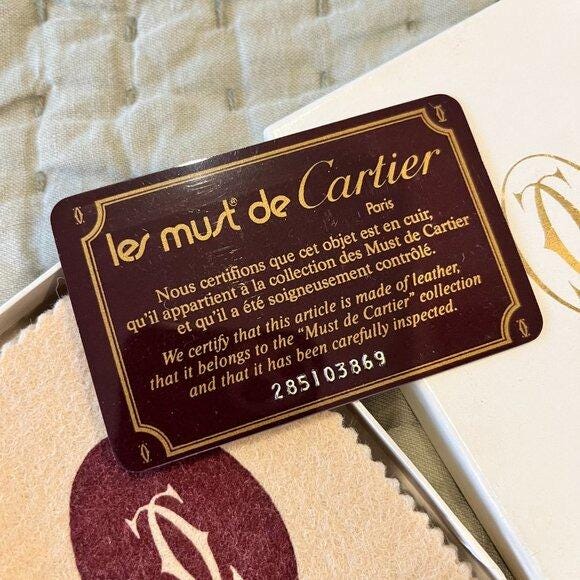 les must® de Cartier
Paris
Nous certifions que cet objet est en cuir,
qu'il appartient à la collection des Must de Cartier
et qu'il a été soigneusement contrôlé.
We certify that this article is made of leather,
that it belongs to the "Must de Cartier" collection
and that it has been carefully inspected.
285103869